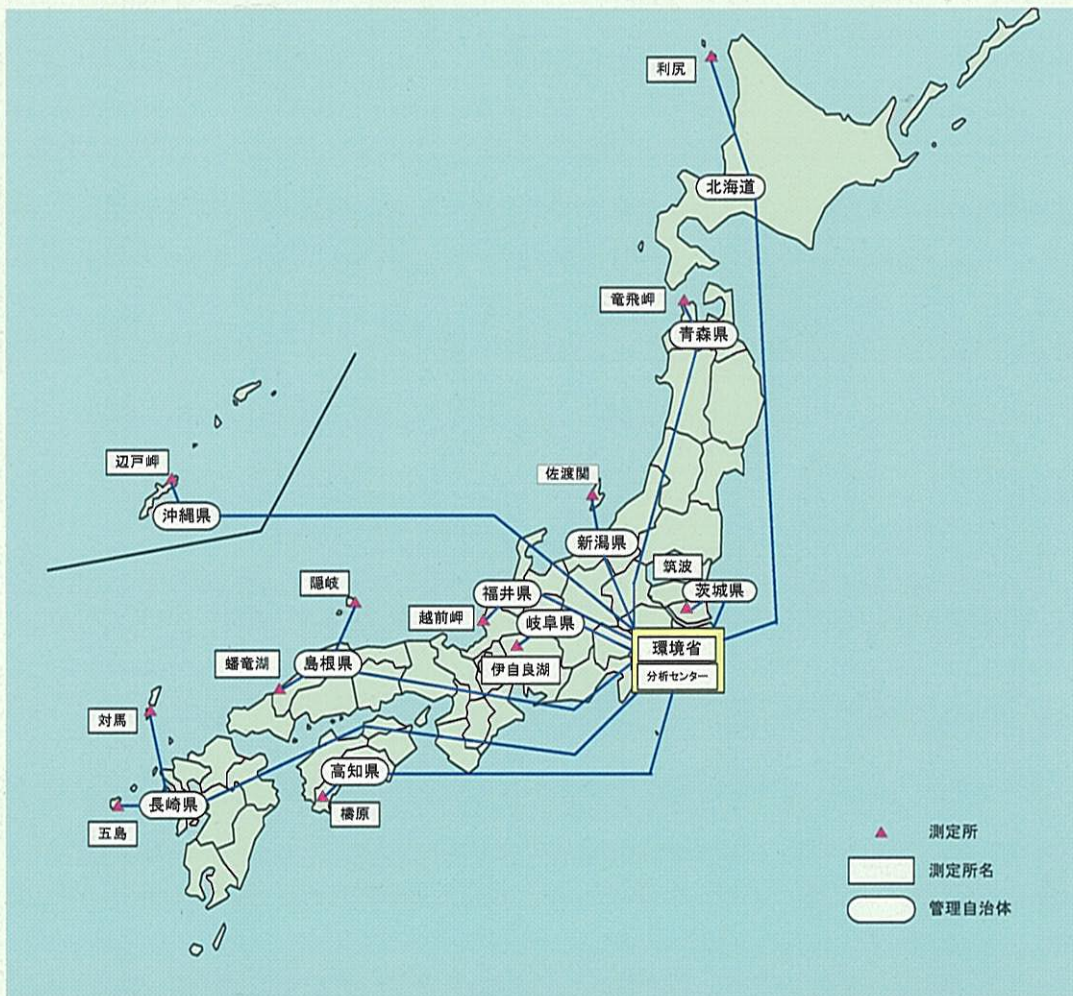 利尻
北海道
竜飛岬
青森県
辺戸岬
沖縄県
佐渡関
新潟県
筑波
茨城県
隠岐
福井県
越前岬
岐阜県
伊自良湖
環境省
分析センター
蟠竜湖
島根県
対馬
高知県
梼原
長崎県
五島
測定所
測定所名
管理自治体